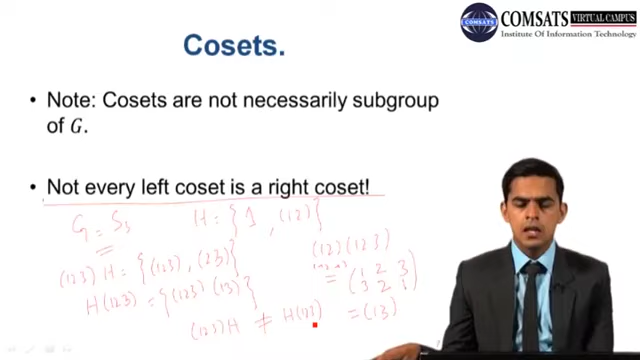 COMSATS VIRTUAL CAMPUS
Institute Of Information Technology
Cosets.
• Note: Cosets are not necessarily subgroup
of G.
• Not every left coset is a right coset!
G = S₃ H = { 1 , (12) }
(123) H = { (123) , (23) }
H (123) = { (123) (13) }
(123) H ≠ H(123)
(12) (123)
= (1 2 3
3 2 1)
= (13)